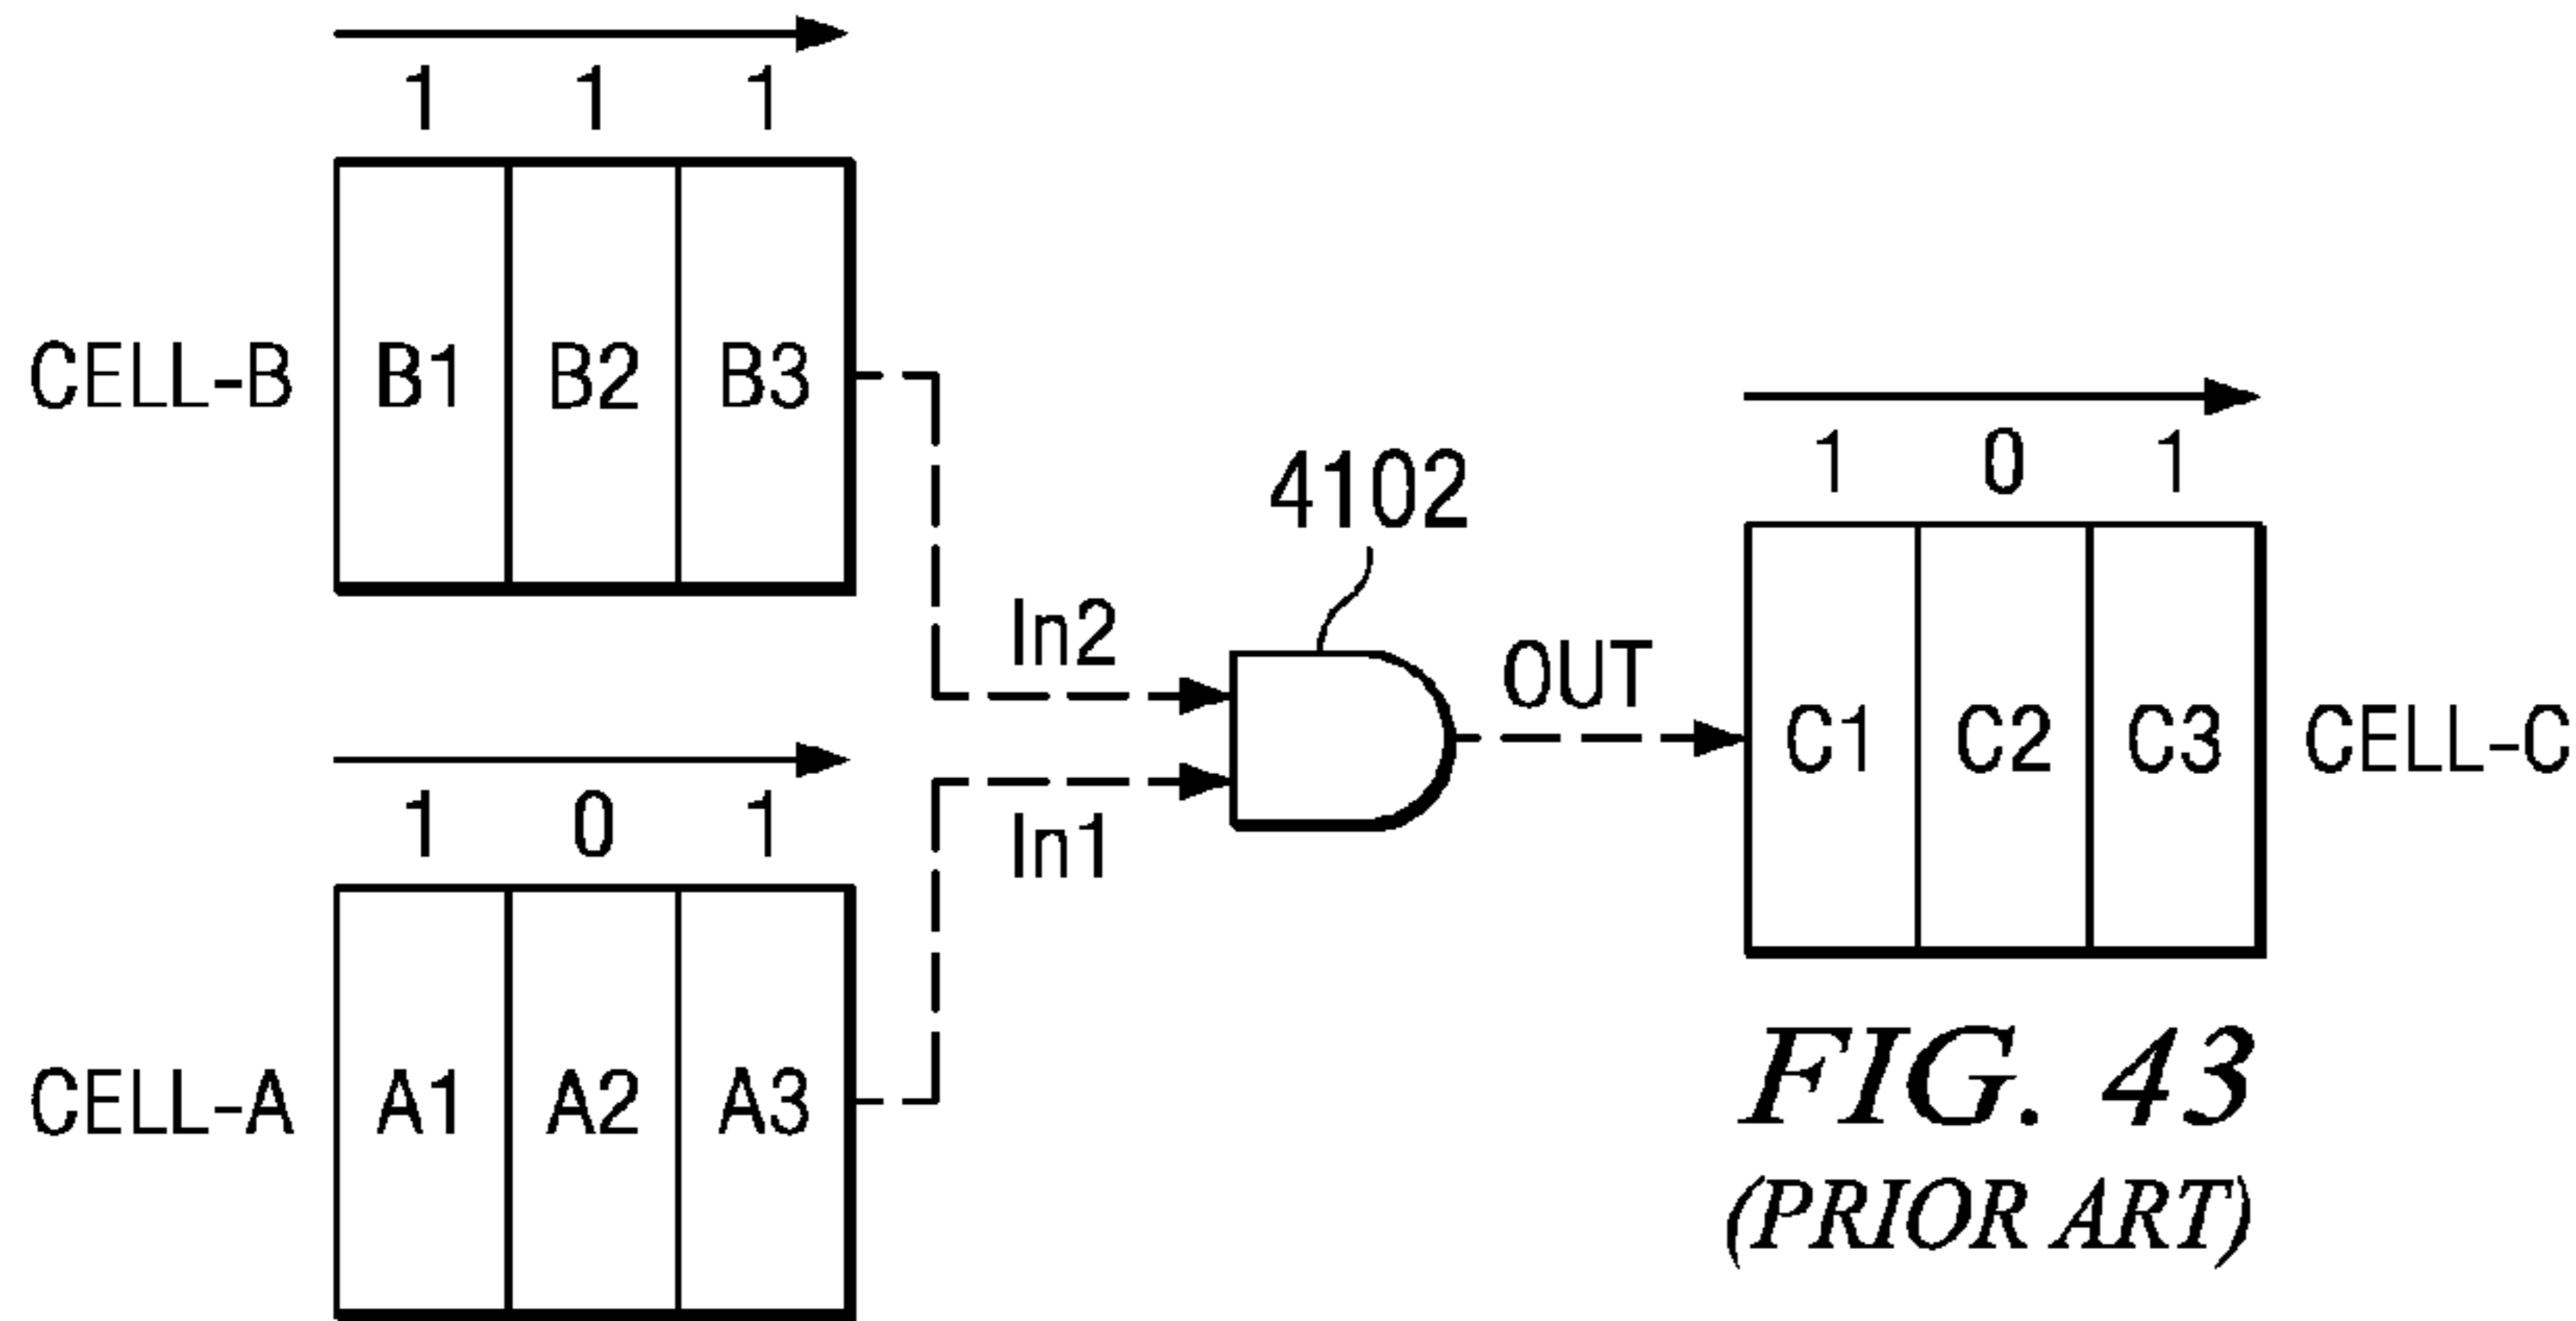 1 1 1
CELL-B B1 B2 B3
4102
In2
OUT
1 0 1
C1 C2 C3 CELL-C
1 0 1
In1
CELL-A A1 A2 A3
FIG. 43
(PRIOR ART)